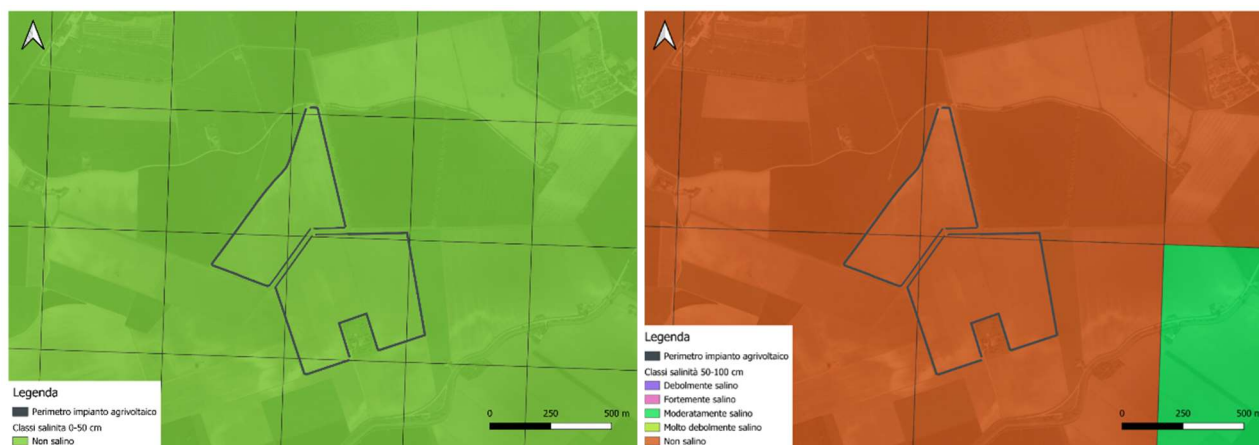 Legenda
Perimetro impianto agrivoltaico
Classi salinita 0-50 cm
Non salino
0 250 500 m
Legenda
Perimetro impianto agrivoltaico
Classi salinità 50-100 cm
Debolmente salino
Fortemente salino
Moderatamente salino
Molto debolmente salino
Non salino
0 250 500 m